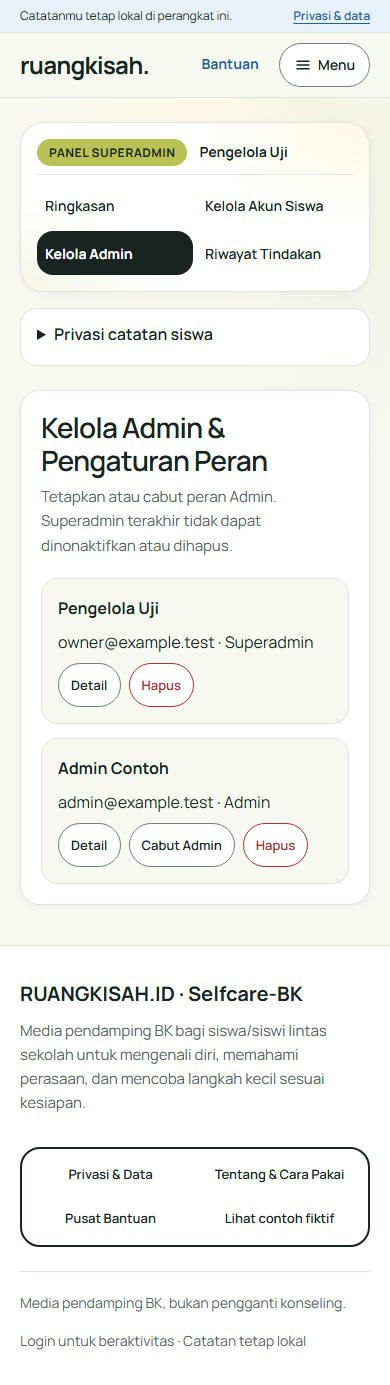 Catatanmu tetap lokal di perangkat ini. Privasi & data
ruangkisah. Bantuan Menu
PANEL SUPERADMIN Pengelola Uji
Ringkasan Kelola Akun Siswa
Kelola Admin Riwayat Tindakan
Privasi catatan siswa
Kelola Admin &
Pengaturan Peran
Tetapkan atau cabut peran Admin.
Superadmin terakhir tidak dapat
dinonaktifkan atau dihapus.
Pengelola Uji
owner@example.test · Superadmin
Detail Hapus
Admin Contoh
admin@example.test · Admin
Detail Cabut Admin Hapus
RUANGKISAH.ID · Selfcare-BK
Media pendamping BK bagi siswa/siswi lintas
sekolah untuk mengenali diri, memahami
perasaan, dan mencoba langkah kecil sesuai
kesiapan.
Privasi & Data Tentang & Cara Pakai
Pusat Bantuan Lihat contoh fiktif
Media pendamping BK, bukan pengganti konseling.
Login untuk beraktivitas · Catatan tetap lokal